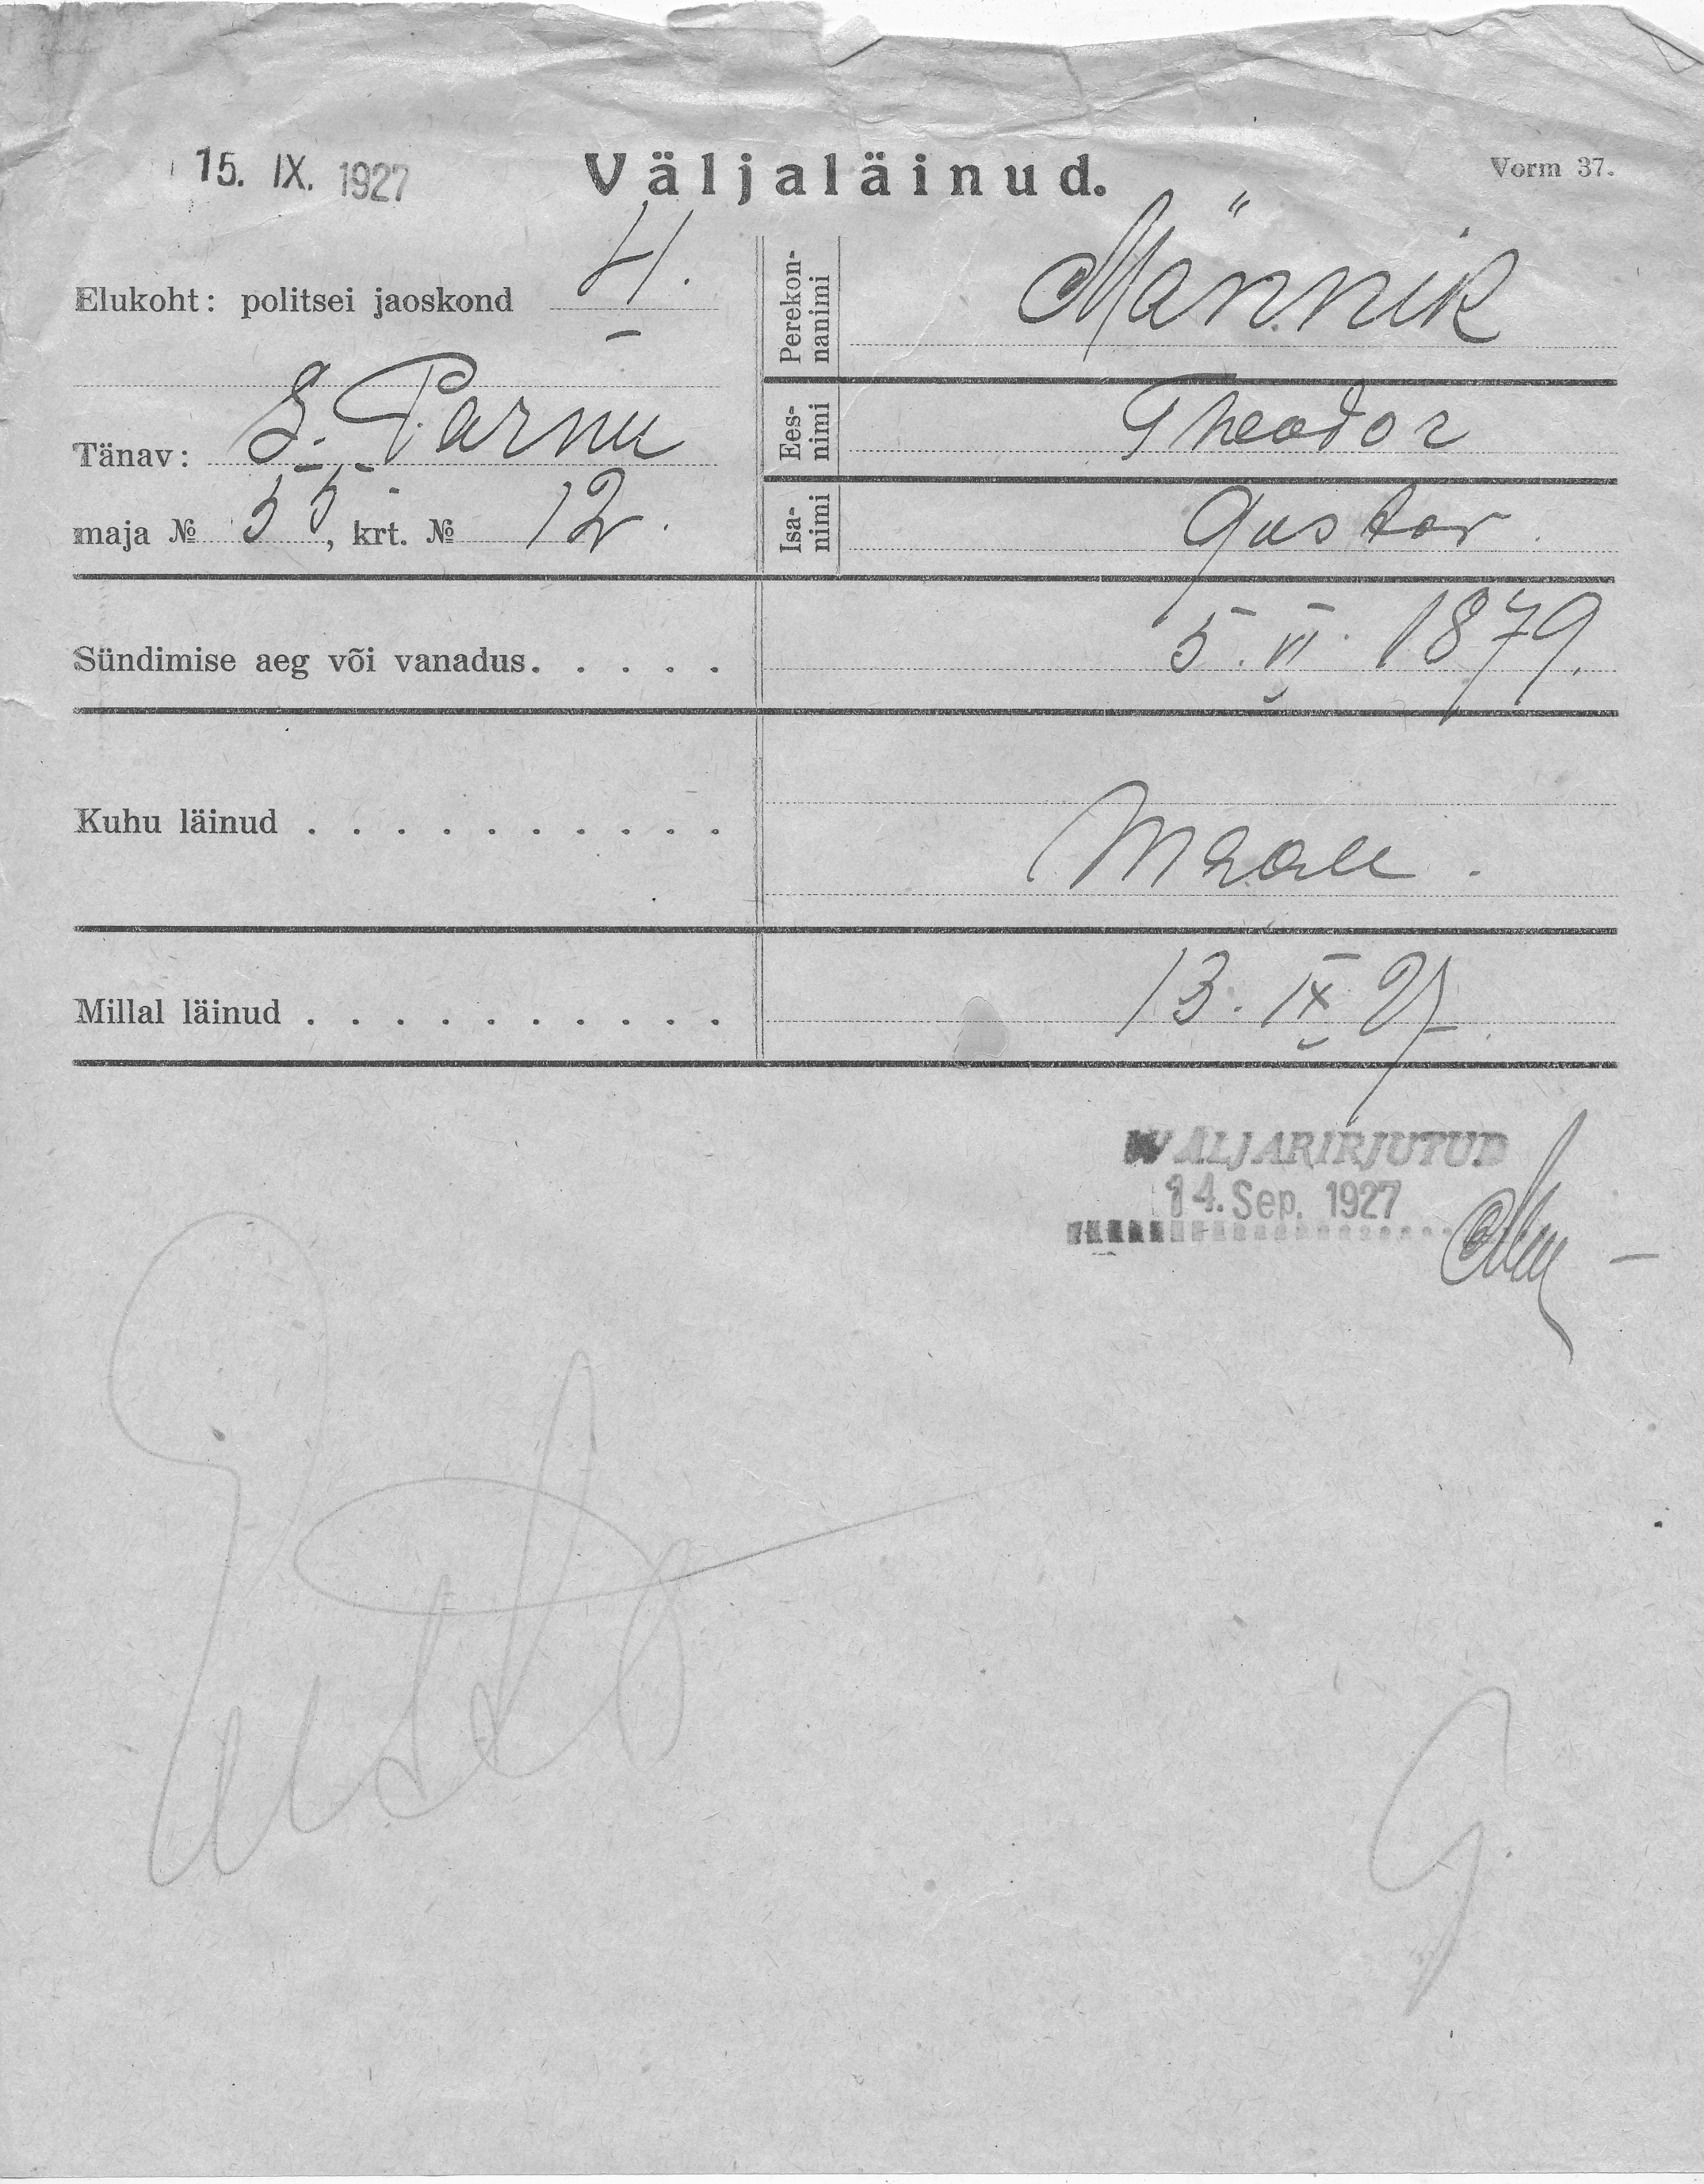 15. IX. 1927
Väljaläinud.
Vorm 37.
Elukoht: politsei jaoskond 4.
Tänav: S. Pärnu
maja № 55, krt. № 12.
Perekon-
nanimi
Männik
Ees-
nimi
Theodor
Isa-
nimi
Gustav
Sündimise aeg või vanadus. . . . . 5. VI. 1879.
Kuhu läinud . . . . . . . . . . Maale.
Millal läinud . . . . . . . . . . 13. IX 27.
WÄLJAKIRJUTUD
14. Sep. 1927